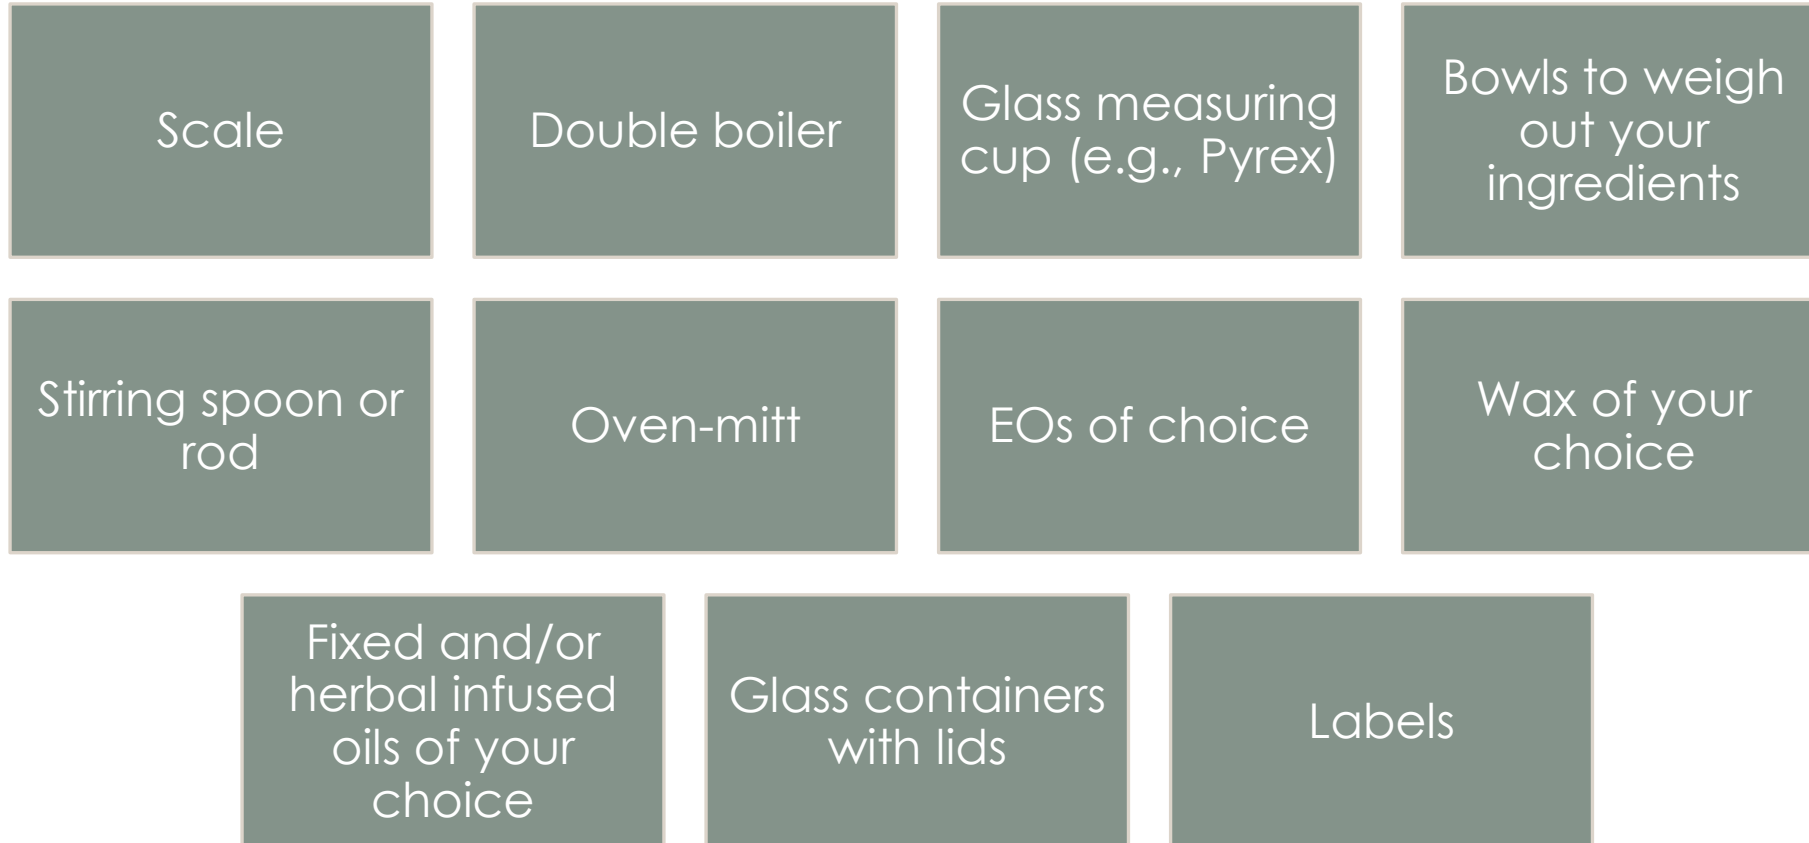 Scale
Double boiler
Glass measuring
cup (e.g., Pyrex)
Bowls to weigh
out your
ingredients
Stirring spoon or
rod
Oven-mitt
EOs of choice
Wax of your
choice
Fixed and/or
herbal infused
oils of your
choice
Glass containers
with lids
Labels